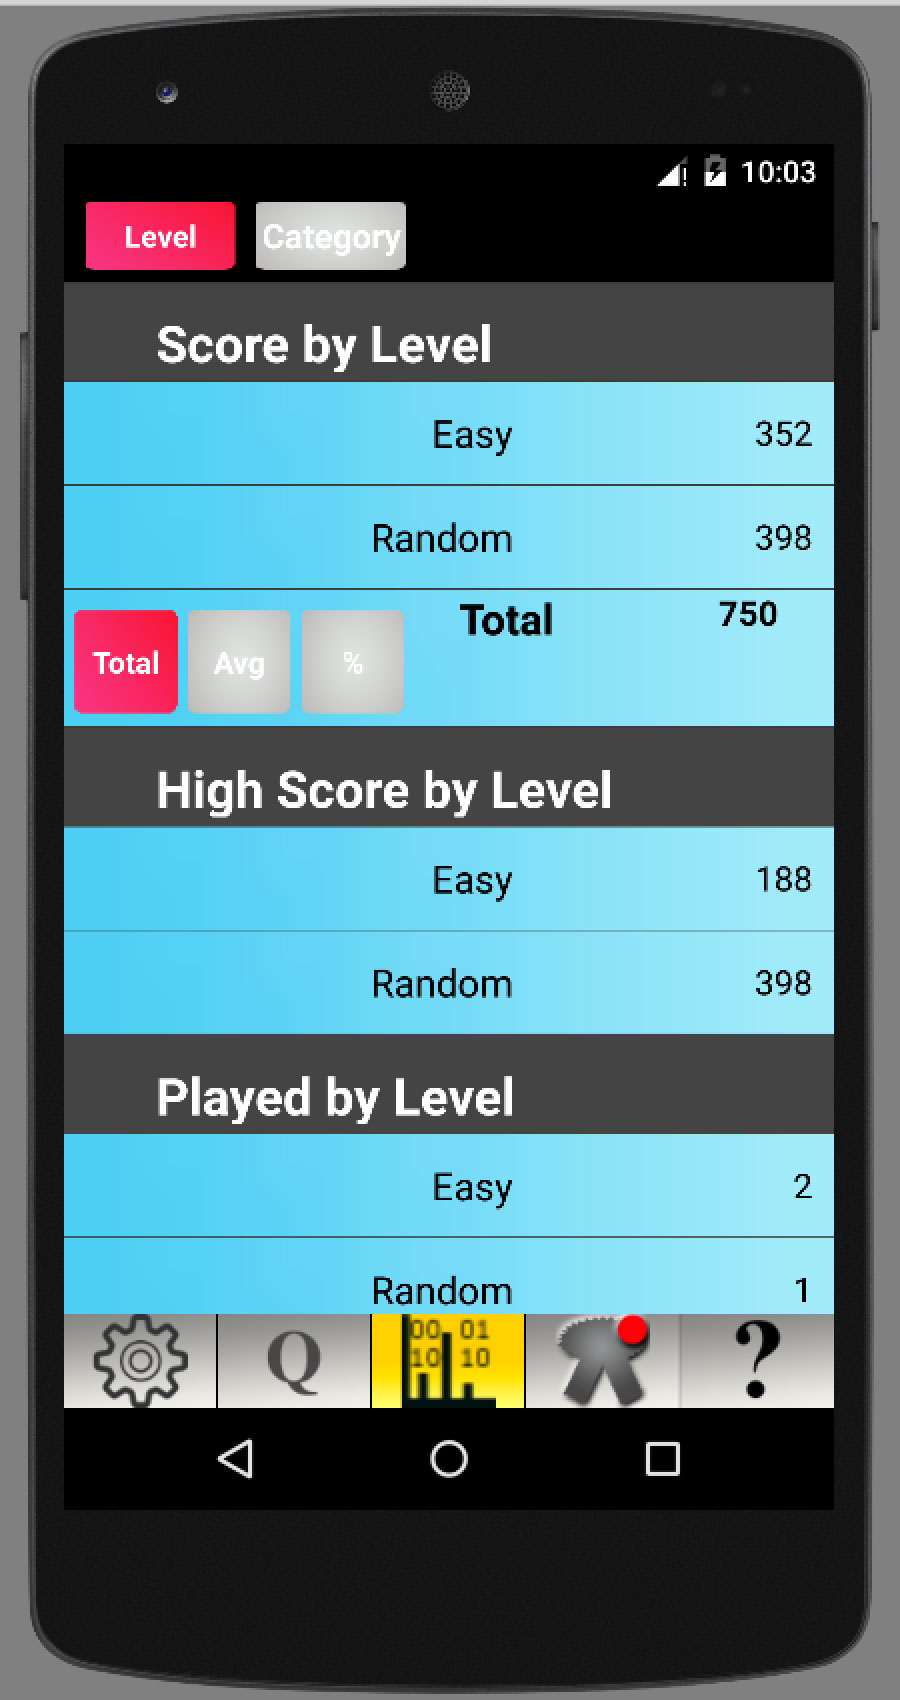 10:03
Level Category
Score by Level
Easy 352
Random 398
Total 750
Total Avg %
High Score by Level
Easy 188
Random 398
Played by Level
Easy 2
Random 1
Q 00 01 ?
10 10